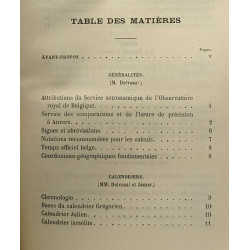 TABLE DES MATIÈRES
Pages.
AVANT-PROPOS . . . v
GÉNÉRALITÉS.
(M. Delvosal)
Attributions du Service astronomique de l'Observatoire
royal de Belgique. . . . 1
Service des comparaisons et de l'heure de précision
à Anvers . . . 4
Signes et abréviations . . . 6
Notations recommandées pour les calculs . . . 7
Temps officiel belge . . . 8
Coordonnées géographiques fondamentales . . . 8
CALENDRIERS.
(MM. Delvosal et Jamar.)
Chronologie . . . 9
Bases du calendrier Grégorien . . . 10
Calendrier Julien . . . 10
Calendrier israélite . . . 11